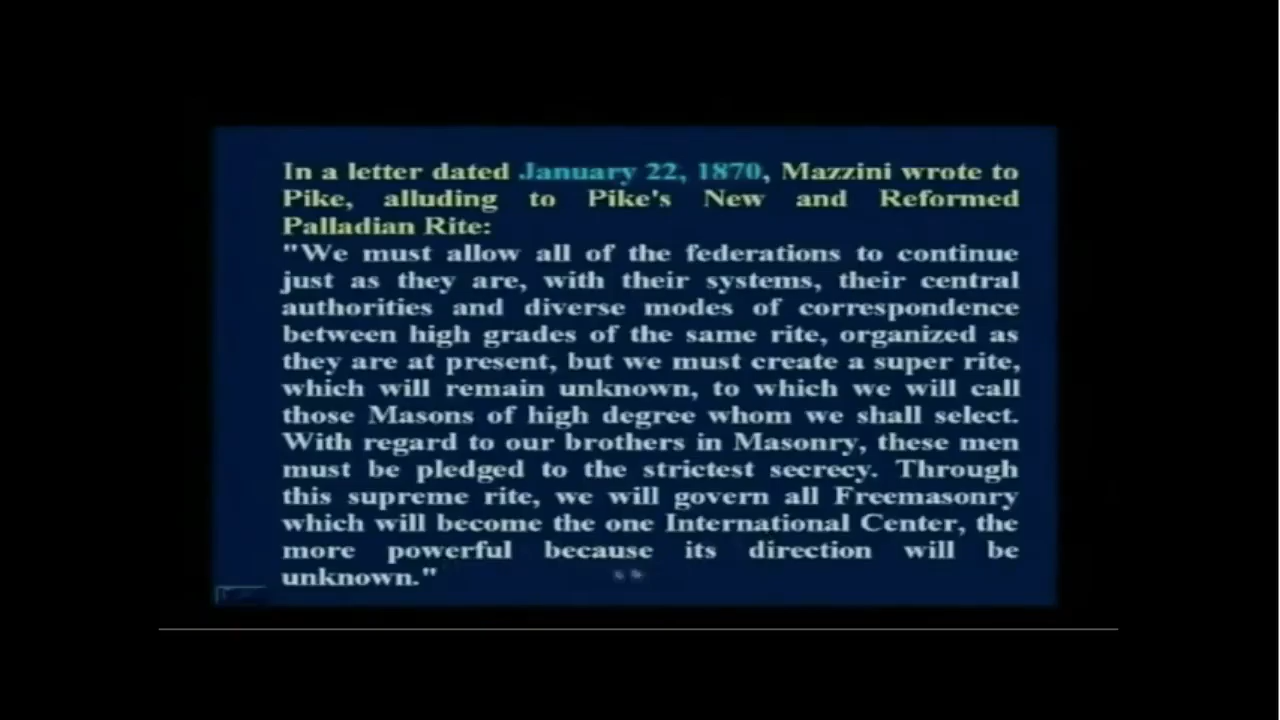 In a letter dated January 22, 1870, Mazzini wrote to
Pike, alluding to Pike's New and Reformed
Palladian Rite:
"We must allow all of the federations to continue
just as they are, with their systems, their central
authorities and diverse modes of correspondence
between high grades of the same rite, organized as
they are at present, but we must create a super rite,
which will remain unknown, to which we will call
those Masons of high degree whom we shall select.
With regard to our brothers in Masonry, these men
must be pledged to the strictest secrecy. Through
this supreme rite, we will govern all Freemasonry
which will become the one International Center, the
more powerful because its direction will be
unknown."